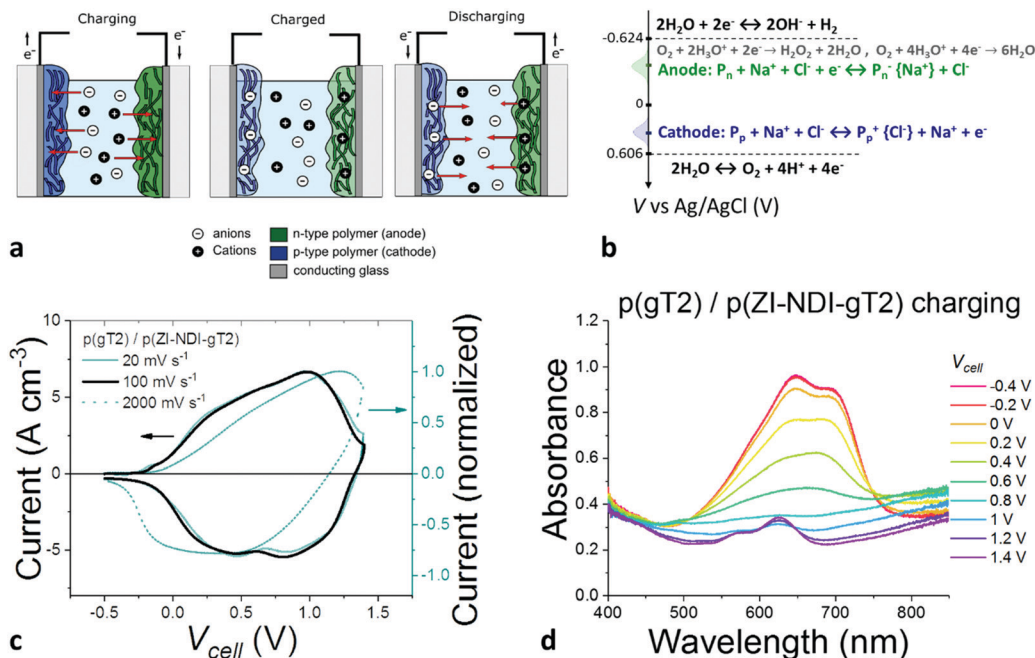 Charging
Charged
Discharging
e⁻
e⁻
e⁻
e⁻
anions
Cations
n-type polymer (anode)
p-type polymer (cathode)
conducting glass
a
2H₂O + 2e⁻ ↔ 2OH⁻ + H₂
-0.624
O₂ + 2H₃O⁺ + 2e⁻ → H₂O₂ + 2H₂O , O₂ + 4H₃O⁺ + 4e⁻ → 6H₂O
Anode: Pₙ + Na⁺ + Cl⁻ + e⁻ ↔ Pₙ⁻ {Na⁺} + Cl⁻
0
Cathode: Pₚ + Na⁺ + Cl⁻ ↔ Pₚ⁺ {Cl⁻} + Na⁺ + e⁻
0.606
2H₂O ↔ O₂ + 4H⁺ + 4e⁻
V vs Ag/AgCl (V)
b
p(gT2) / p(ZI-NDI-gT2)
20 mV s⁻¹
100 mV s⁻¹
2000 mV s⁻¹
Current (A cm⁻³)
10
5
0
-5
Current (normalized)
1.0
0.5
0.0
-0.5
-1.0
-0.5
0.0
0.5
1.0
1.5
V_cell (V)
c
p(gT2) / p(ZI-NDI-gT2) charging
Absorbance
1.2
1.0
0.8
0.6
0.4
0.2
0.0
400
500
600
700
800
Wavelength (nm)
V_cell
-0.4 V
-0.2 V
0 V
0.2 V
0.4 V
0.6 V
0.8 V
1 V
1.2 V
1.4 V
d